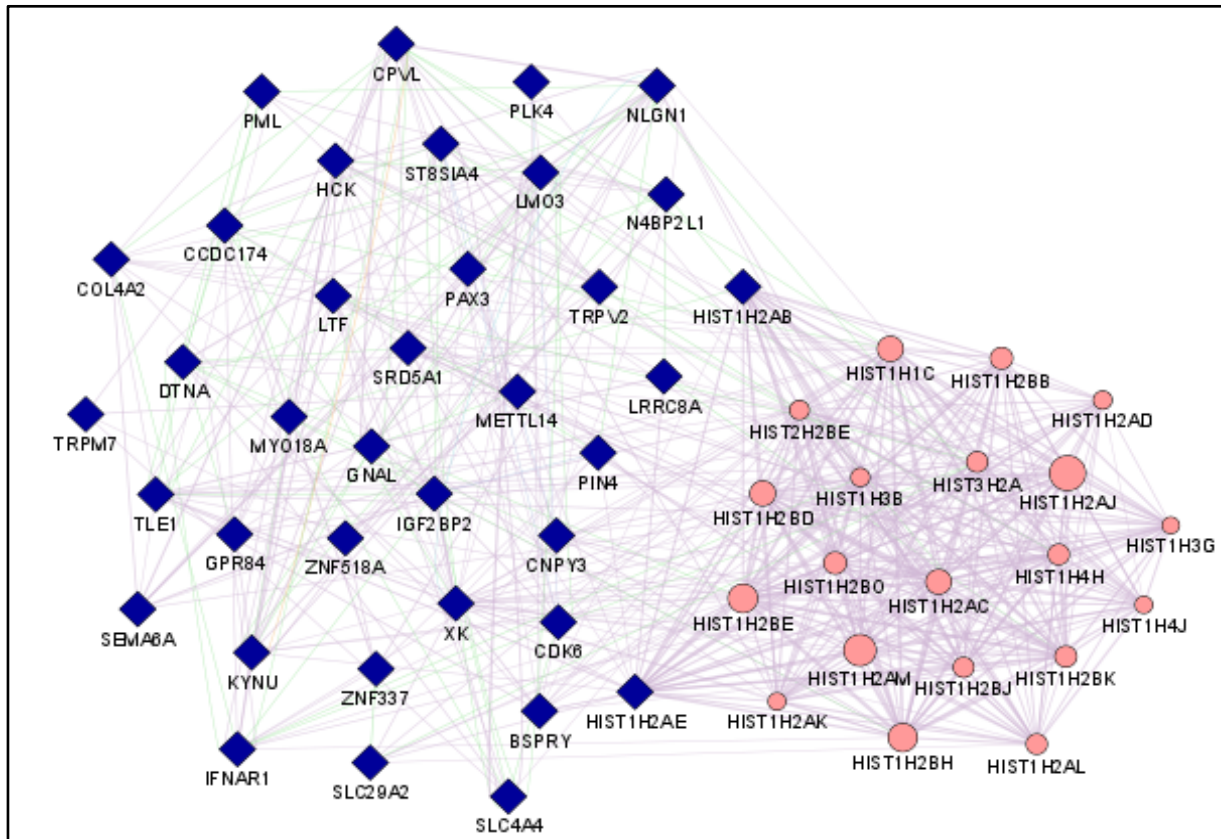 CPVL
PML
PLK4
NLGN1
HCK
ST8SIA4
LMO3
N4BP2L1
CCDC174
COL4A2
LTF
PAX3
TRPV2
HIST1H2AB
DTNA
SRD5A1
METTL14
LRRC8A
HIST1H1C
HIST1H2BB
HIST1H2AD
TRPM7
MYO18A
GNAL
PIN4
HIST2H2BE
HIST1H3B
HIST3H2A
HIST1H2AJ
TLE1
GPR84
ZNF518A
IGF2BP2
CNPY3
HIST1H2BD
HIST1H3G
HIST1H2BO
HIST1H2AC
HIST1H4H
HIST1H4J
SEMA6A
KYNU
ZNF337
XK
CDK6
HIST1H2BE
HIST1H2AM
HIST1H2BJ
HIST1H2BK
HIST1H2AE
HIST1H2AK
IFNAR1
SLC29A2
BSPRY
SLC4A4
HIST1H2BH
HIST1H2AL